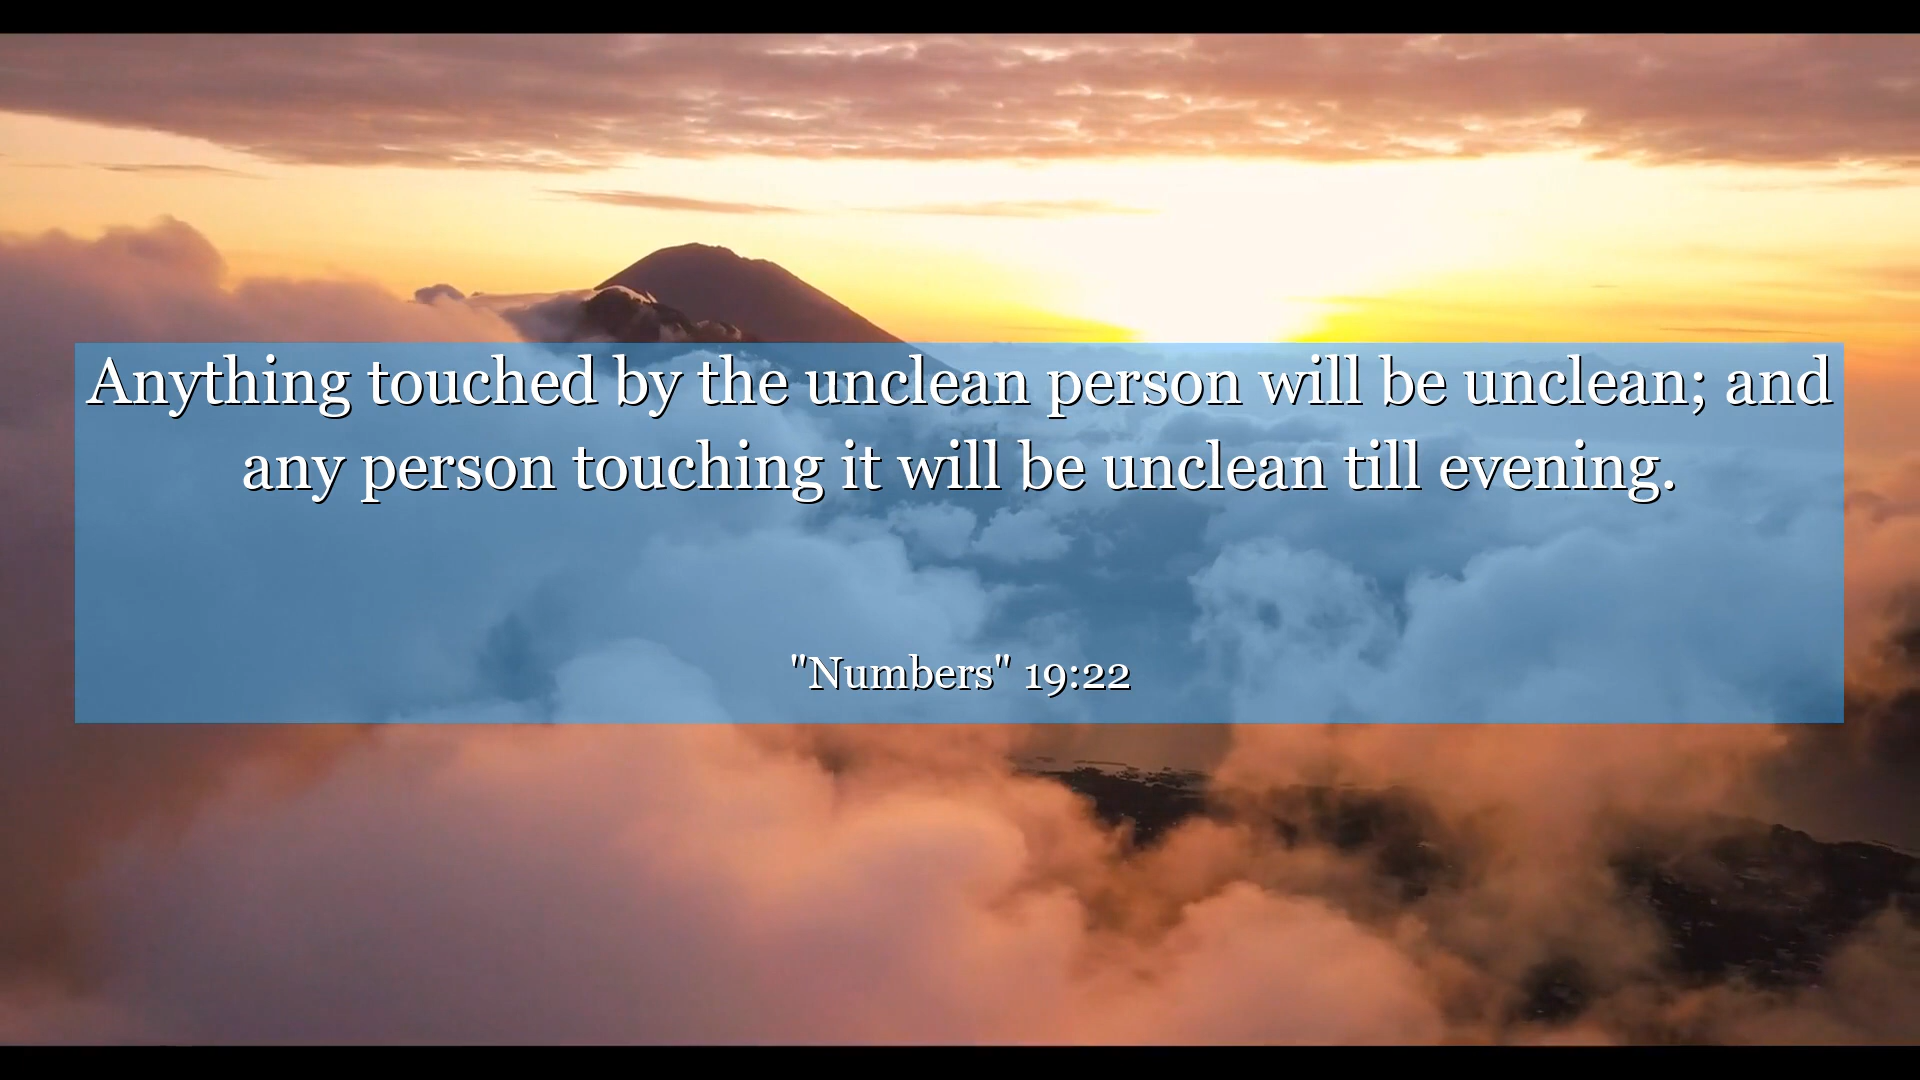 Anything touched by the unclean person will be unclean; and
any person touching it will be unclean till evening.
"Numbers" 19:22